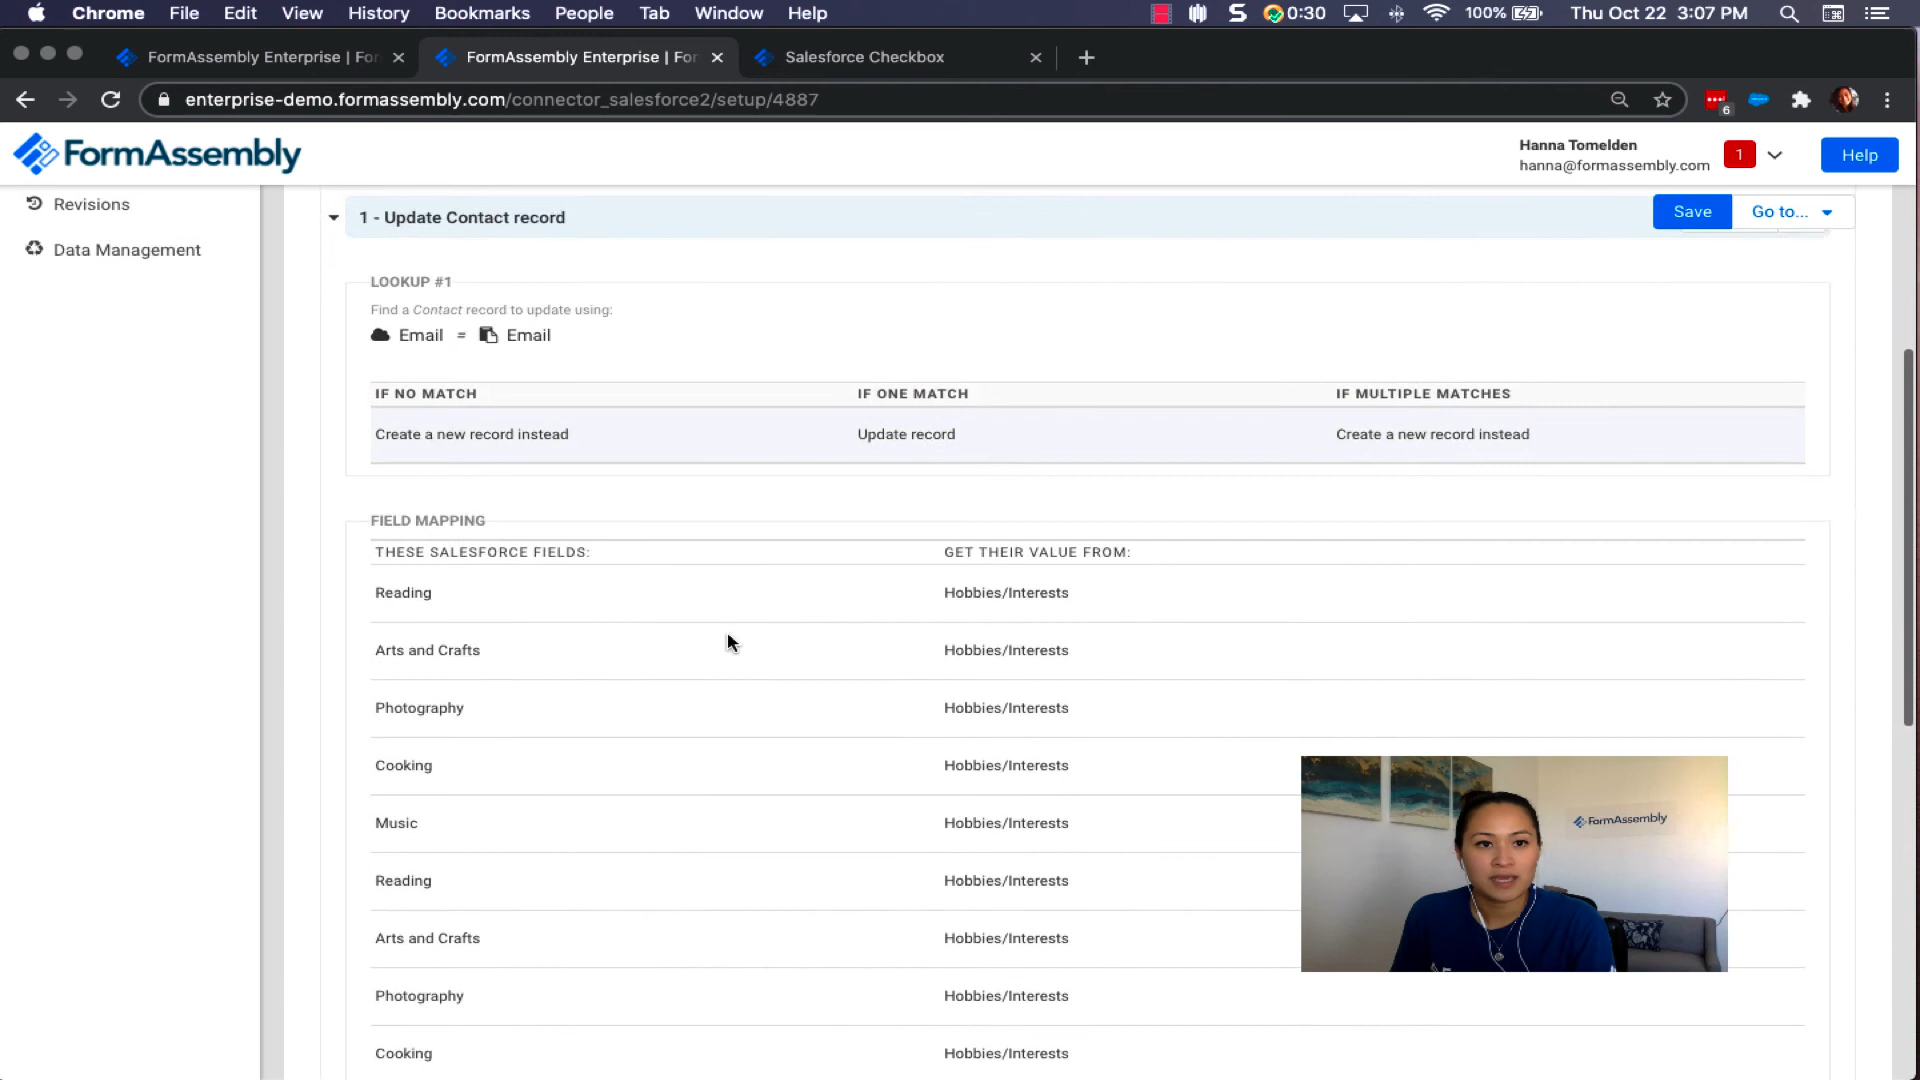 Chrome File Edit View History Bookmarks People Tab Window Help 0:30 100% Thu Oct 22 3:07 PM
FormAssembly Enterprise | For FormAssembly Enterprise | For Salesforce Checkbox
enterprise-demo.formassembly.com/connector_salesforce2/setup/4887 6
FormAssembly Hanna Tomelden 1 Help
hanna@formassembly.com
Revisions
Data Management
1 - Update Contact record Save Go to...
LOOKUP #1
Find a Contact record to update using:
Email = Email
IF NO MATCH IF ONE MATCH IF MULTIPLE MATCHES
Create a new record instead Update record Create a new record instead
FIELD MAPPING
THESE SALESFORCE FIELDS: GET THEIR VALUE FROM:
Reading Hobbies/Interests
Arts and Crafts Hobbies/Interests
Photography Hobbies/Interests
Cooking Hobbies/Interests
Music Hobbies/Interests
FormAssembly
Reading Hobbies/Interests
Arts and Crafts Hobbies/Interests
Photography Hobbies/Interests
Cooking Hobbies/Interests